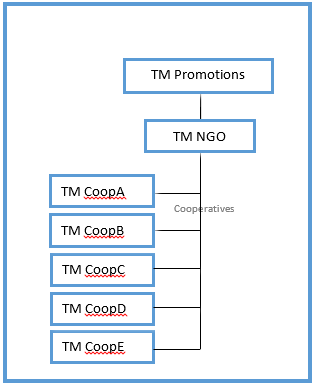 TM Promotions
TM NGO
TM CoopA
Cooperatives
TM CoopB
TM CoopC
TM CoopD
TM CoopE